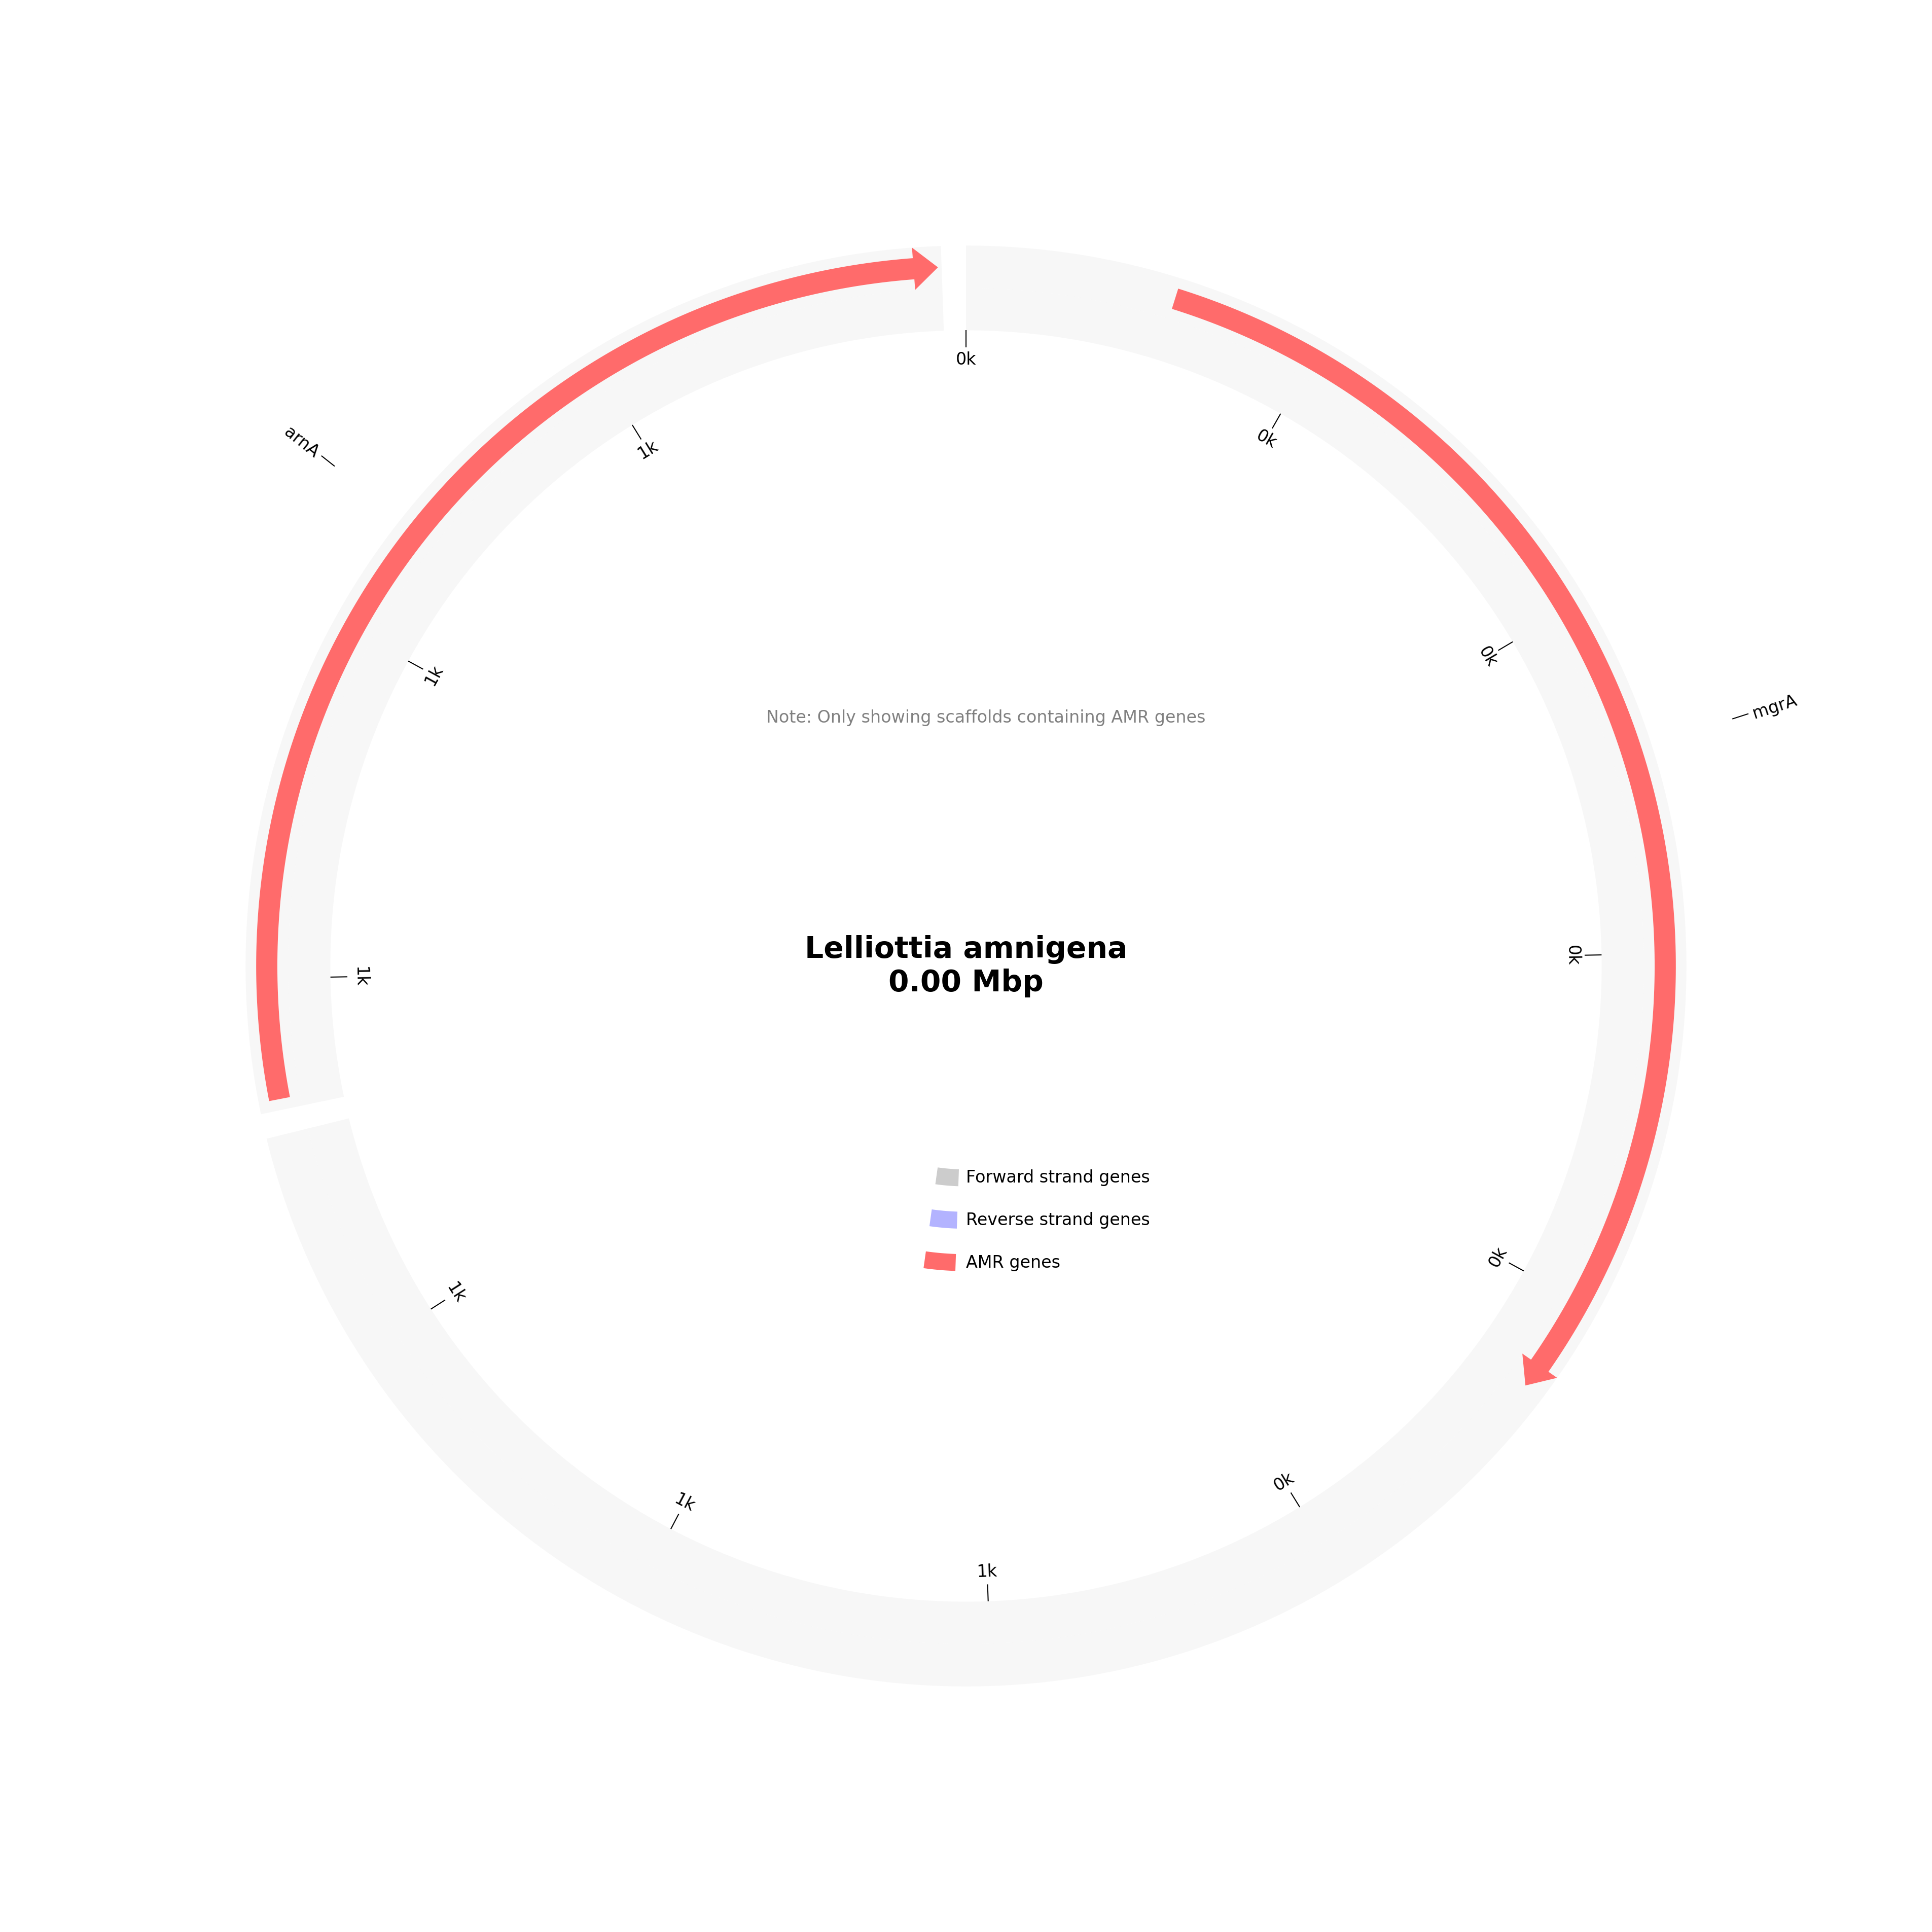 0k
0k
1k
arnA
0k
1k
mgrA
Note: Only showing scaffolds containing AMR genes
Lelliottia amnigena
0.00 Mbp
0k
1k
Forward strand genes
Reverse strand genes
AMR genes
0k
1k
0k
1k
1k